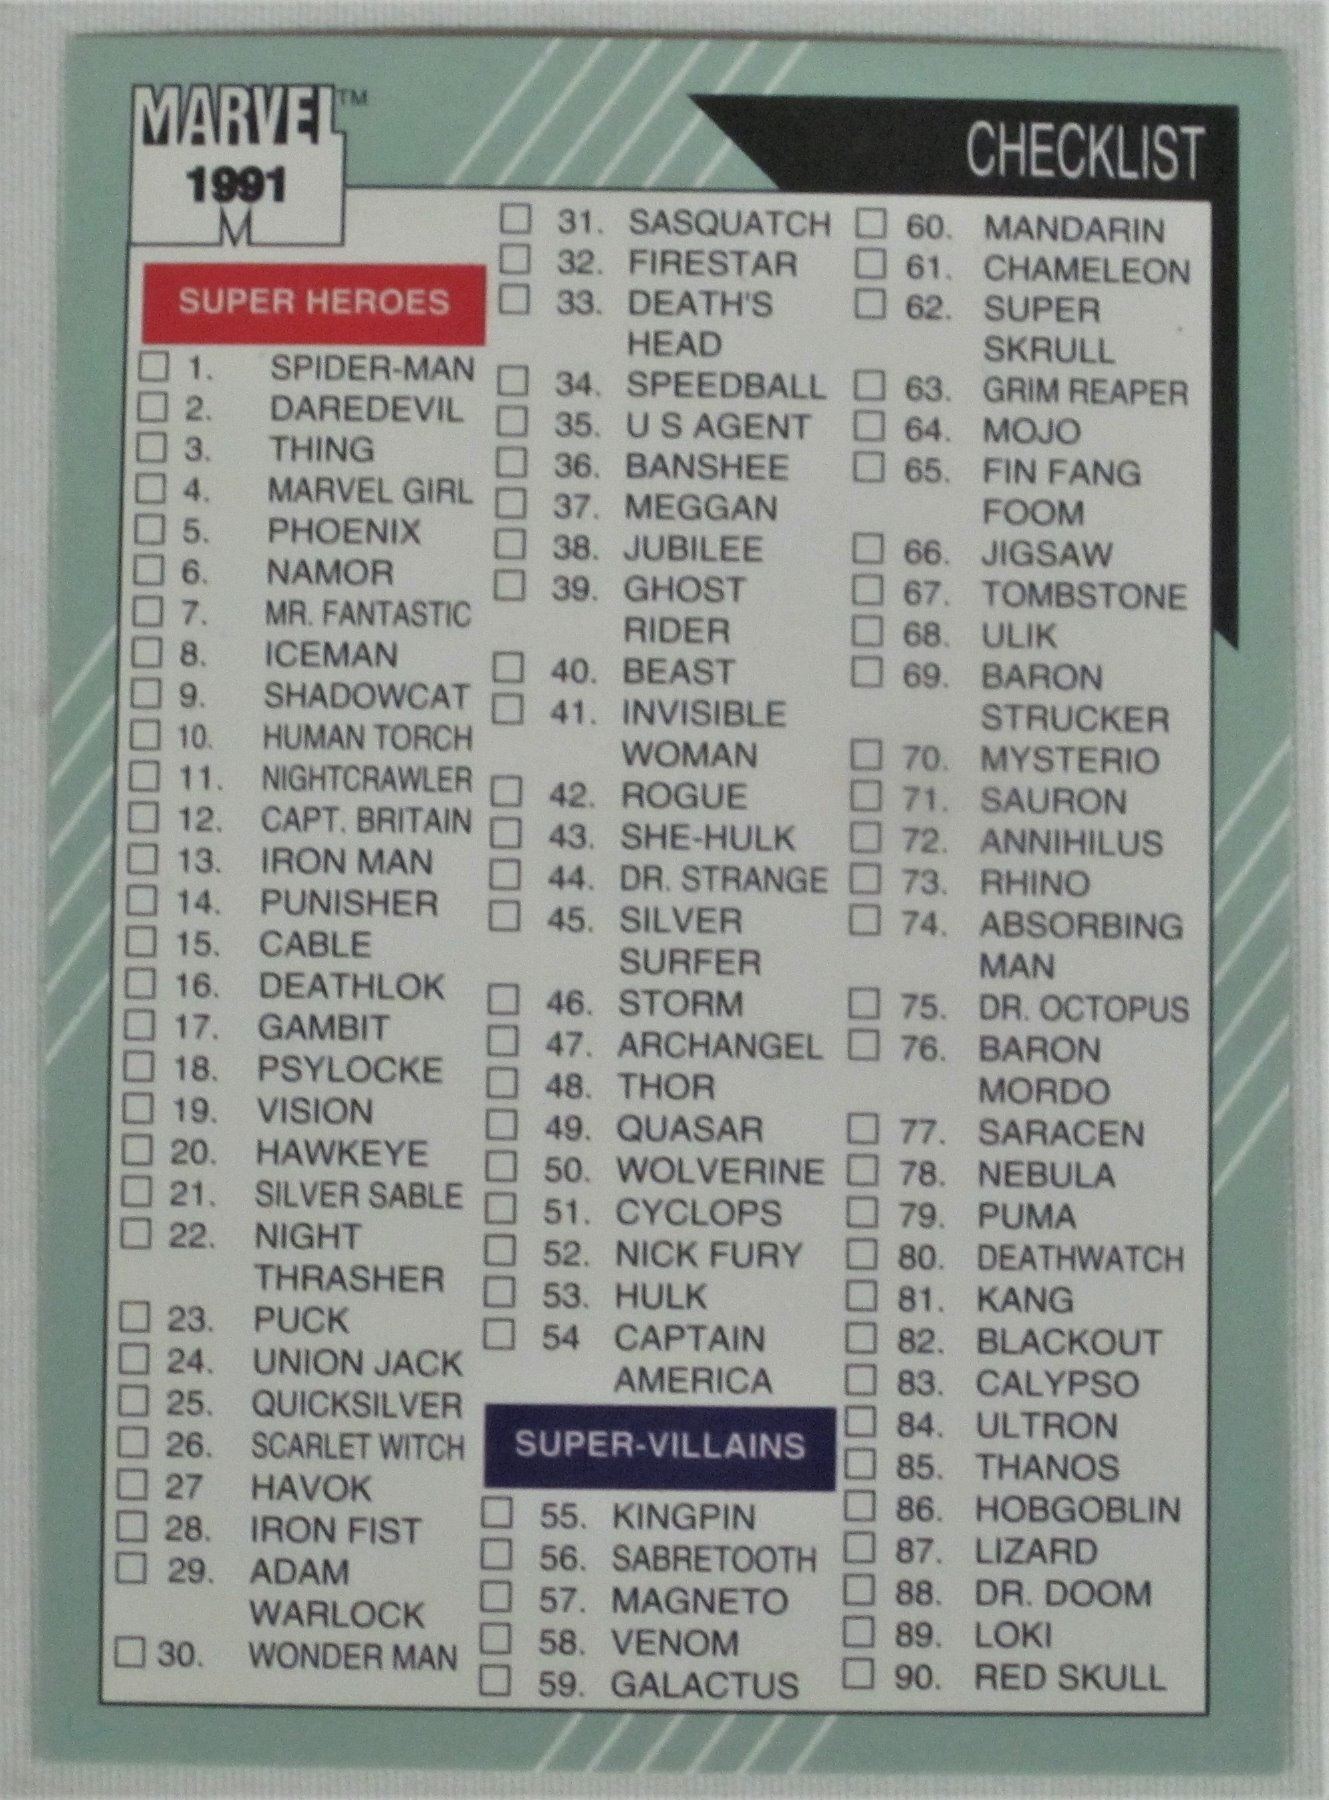 MARVEL™
1991
M
CHECKLIST
SUPER HEROES
1. SPIDER-MAN
2. DAREDEVIL
3. THING
4. MARVEL GIRL
5. PHOENIX
6. NAMOR
7. MR. FANTASTIC
8. ICEMAN
9. SHADOWCAT
10. HUMAN TORCH
11. NIGHTCRAWLER
12. CAPT. BRITAIN
13. IRON MAN
14. PUNISHER
15. CABLE
16. DEATHLOK
17. GAMBIT
18. PSYLOCKE
19. VISION
20. HAWKEYE
21. SILVER SABLE
22. NIGHT
THRASHER
23. PUCK
24. UNION JACK
25. QUICKSILVER
26. SCARLET WITCH
27 HAVOK
28. IRON FIST
29. ADAM
WARLOCK
30. WONDER MAN
31. SASQUATCH
32. FIRESTAR
33. DEATH'S
HEAD
34. SPEEDBALL
35. U S AGENT
36. BANSHEE
37. MEGGAN
38. JUBILEE
39. GHOST
RIDER
40. BEAST
41. INVISIBLE
WOMAN
42. ROGUE
43. SHE-HULK
44. DR. STRANGE
45. SILVER
SURFER
46. STORM
47. ARCHANGEL
48. THOR
49. QUASAR
50. WOLVERINE
51. CYCLOPS
52. NICK FURY
53. HULK
54 CAPTAIN
AMERICA
SUPER-VILLAINS
55. KINGPIN
56. SABRETOOTH
57. MAGNETO
58. VENOM
59. GALACTUS
60. MANDARIN
61. CHAMELEON
62. SUPER
SKRULL
63. GRIM REAPER
64. MOJO
65. FIN FANG
FOOM
66. JIGSAW
67. TOMBSTONE
68. ULIK
69. BARON
STRUCKER
70. MYSTERIO
71. SAURON
72. ANNIHILUS
73. RHINO
74. ABSORBING
MAN
75. DR. OCTOPUS
76. BARON
MORDO
77. SARACEN
78. NEBULA
79. PUMA
80. DEATHWATCH
81. KANG
82. BLACKOUT
83. CALYPSO
84. ULTRON
85. THANOS
86. HOBGOBLIN
87. LIZARD
88. DR. DOOM
89. LOKI
90. RED SKULL